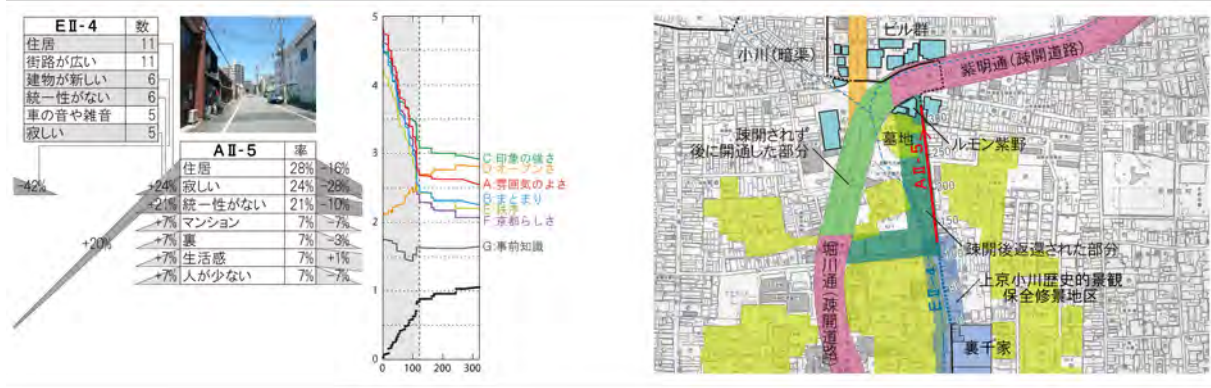 EⅡ-4 数
住居 11
街路が広い 11
建物が新しい 6
統一性がない 6
車の音や雑音 5
寂しい 5
AⅡ-5 率
住居 28% -16%
+24% 寂しい 24% -28%
+21% 統一性がない 21% -10%
+7% マンション 7% -7%
+7% 裏 7% -3%
+7% 生活感 7% +1%
+7% 人が少ない 7% -7%
-42%
+20%
5
4
3
2
1
0
0 100 200 300
C:印象の強さ
D:オープンさ
A:雰囲気のよさ
B:まとまり
F:京都らしさ
G:事前知識
ビル群
小川(暗渠)
紫明通(疎開道路)
疎開されず
後に開通した部分
墓地
ルモン紫野
AⅡ-5
疎開後返還された部分
堀川通(疎開道路)
EⅡ-4
上京小川歴史的景観
保全修景地区
裏千家